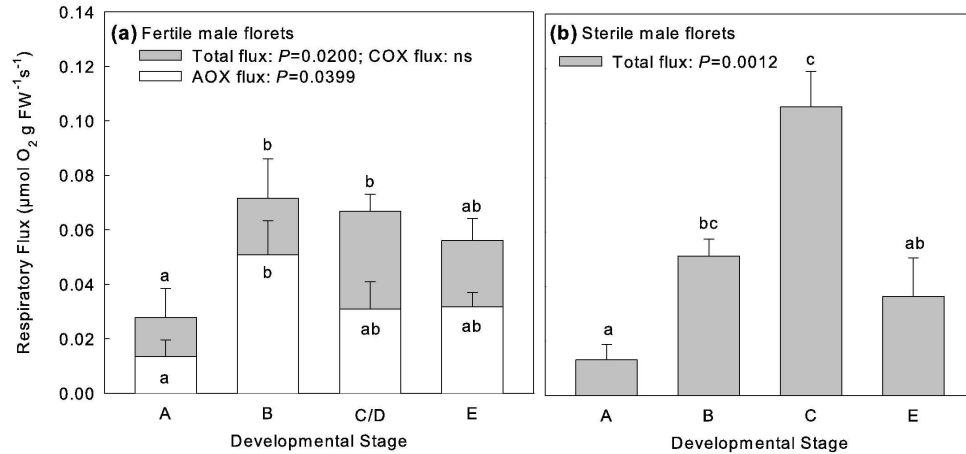 (a) Fertile male florets
Total flux: P=0.0200; COX flux: ns
AOX flux: P=0.0399
Respiratory Flux (μmol O₂ g FW⁻¹s⁻¹)
0.14
0.12
0.10
0.08
0.06
0.04
0.02
0.00
a
b
b
ab
a
b
ab
ab
A B C/D E
Developmental Stage
(b) Sterile male florets
Total flux: P=0.0012
a
bc
c
ab
A B C E
Developmental Stage